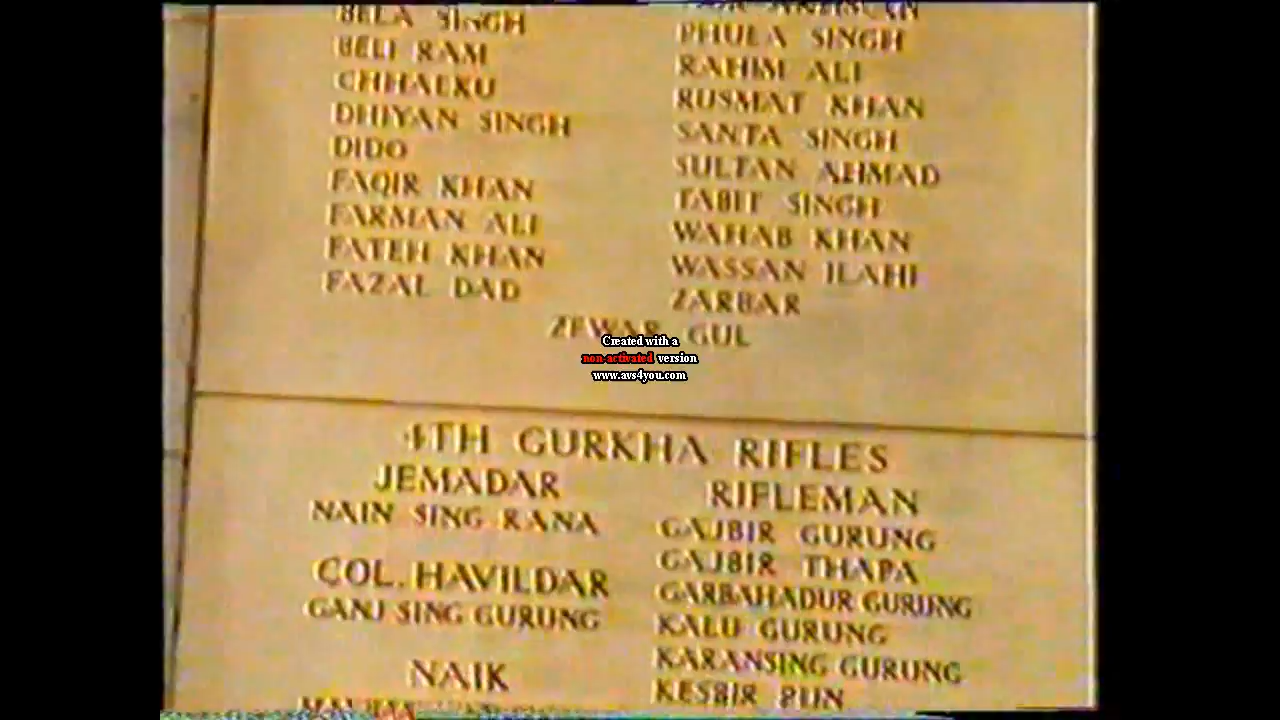 BELA SINGH
BELI RAM
CHHALKU
DHIYAN SINGH
DIDO
FAQIR KHAN
FARMAN ALI
FATEH KHAN
FAZAL DAD
PHULA SINGH
RAHIM ALI
RUSMAT KHAN
SANTA SINGH
SULTAN AHMAD
TABIT SINGH
WAHAB KHAN
WASSAN ILAHI
ZARBAR
ZEWAR GUL
Created with a
non-activated version
www.avs4you.com
4TH GURKHA RIFLES
JEMADAR
NAIN SING RANA
COL. HAVILDAR
GANJ SING GURUNG
NAIK
RIFLEMAN
GAJBIR GURUNG
GAJBIR THAPA
GARBAHADUR GURUNG
KALU GURUNG
KARANSING GURUNG
KESBIR PUN